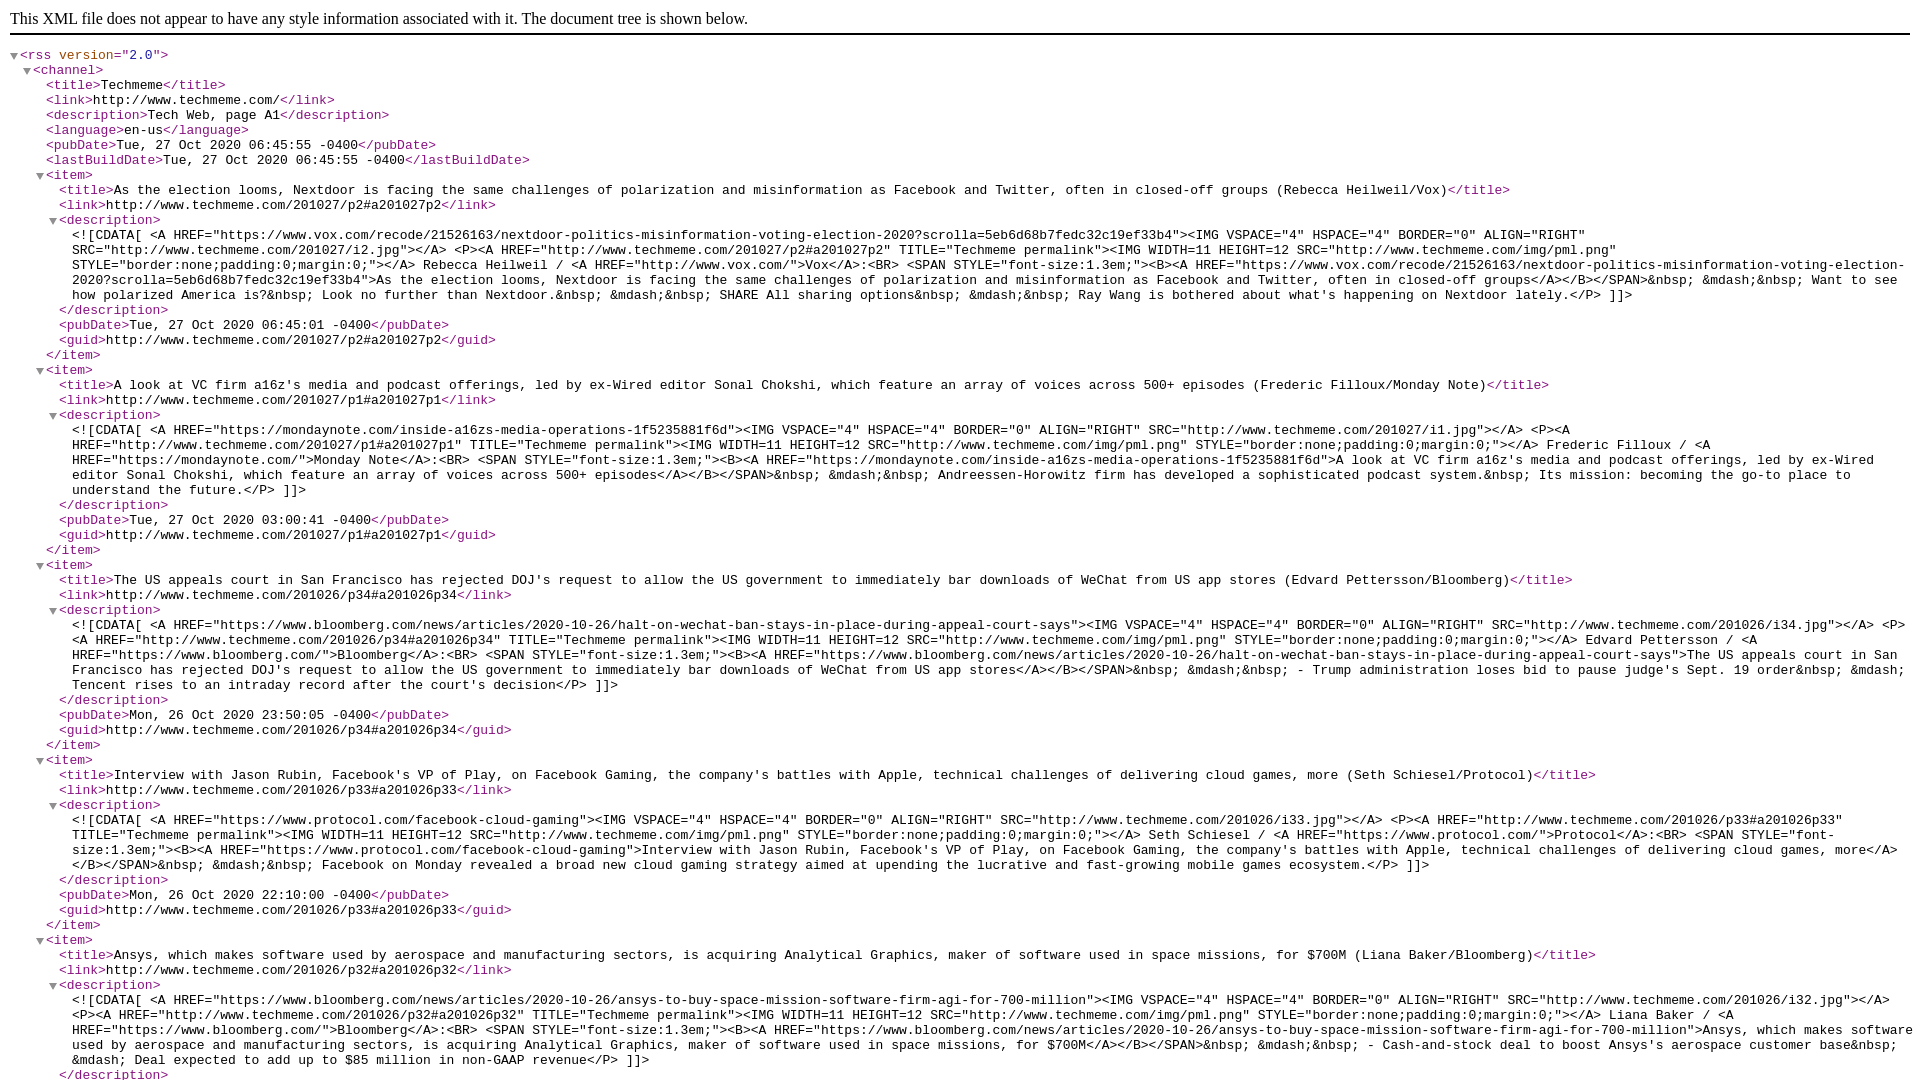 This XML file does not appear to have any style information associated with it. The document tree is shown below.
<rss version="2.0">
<channel>
<title>Techmeme</title>
<link>http://www.techmeme.com/</link>
<description>Tech Web, page A1</description>
<language>en-us</language>
<pubDate>Tue, 27 Oct 2020 06:45:55 -0400</pubDate>
<lastBuildDate>Tue, 27 Oct 2020 06:45:55 -0400</lastBuildDate>
<item>
<title>As the election looms, Nextdoor is facing the same challenges of polarization and misinformation as Facebook and Twitter, often in closed-off groups (Rebecca Heilweil/Vox)</title>
<link>http://www.techmeme.com/201027/p2#a201027p2</link>
<description>
<![CDATA[ <A HREF="https://www.vox.com/recode/21526163/nextdoor-politics-misinformation-voting-election-2020?scrolla=5eb6d68b7fedc32c19ef33b4"><IMG VSPACE="4" HSPACE="4" BORDER="0" ALIGN="RIGHT"
SRC="http://www.techmeme.com/201027/i2.jpg"></A> <P><A HREF="http://www.techmeme.com/201027/p2#a201027p2" TITLE="Techmeme permalink"><IMG WIDTH=11 HEIGHT=12 SRC="http://www.techmeme.com/img/pml.png"
STYLE="border:none;padding:0;margin:0;"></A> Rebecca Heilweil / <A HREF="http://www.vox.com/">Vox</A>:<BR> <SPAN STYLE="font-size:1.3em;"><B><A HREF="https://www.vox.com/recode/21526163/nextdoor-politics-misinformation-voting-election-
2020?scrolla=5eb6d68b7fedc32c19ef33b4">As the election looms, Nextdoor is facing the same challenges of polarization and misinformation as Facebook and Twitter, often in closed-off groups</A></B></SPAN>&nbsp; &mdash;&nbsp; Want to see
how polarized America is?&nbsp; Look no further than Nextdoor.&nbsp; &mdash;&nbsp; SHARE All sharing options&nbsp; &mdash;&nbsp; Ray Wang is bothered about what's happening on Nextdoor lately.</P> ]]>
</description>
<pubDate>Tue, 27 Oct 2020 06:45:01 -0400</pubDate>
<guid>http://www.techmeme.com/201027/p2#a201027p2</guid>
</item>
<item>
<title>A look at VC firm a16z's media and podcast offerings, led by ex-Wired editor Sonal Chokshi, which feature an array of voices across 500+ episodes (Frederic Filloux/Monday Note)</title>
<link>http://www.techmeme.com/201027/p1#a201027p1</link>
<description>
<![CDATA[ <A HREF="https://mondaynote.com/inside-a16zs-media-operations-1f5235881f6d"><IMG VSPACE="4" HSPACE="4" BORDER="0" ALIGN="RIGHT" SRC="http://www.techmeme.com/201027/i1.jpg"></A> <P><A
HREF="http://www.techmeme.com/201027/p1#a201027p1" TITLE="Techmeme permalink"><IMG WIDTH=11 HEIGHT=12 SRC="http://www.techmeme.com/img/pml.png" STYLE="border:none;padding:0;margin:0;"></A> Frederic Filloux / <A
HREF="https://mondaynote.com/">Monday Note</A>:<BR> <SPAN STYLE="font-size:1.3em;"><B><A HREF="https://mondaynote.com/inside-a16zs-media-operations-1f5235881f6d">A look at VC firm a16z's media and podcast offerings, led by ex-Wired
editor Sonal Chokshi, which feature an array of voices across 500+ episodes</A></B></SPAN>&nbsp; &mdash;&nbsp; Andreessen-Horowitz firm has developed a sophisticated podcast system.&nbsp; Its mission: becoming the go-to place to
understand the future.</P> ]]>
</description>
<pubDate>Tue, 27 Oct 2020 03:00:41 -0400</pubDate>
<guid>http://www.techmeme.com/201027/p1#a201027p1</guid>
</item>
<item>
<title>The US appeals court in San Francisco has rejected DOJ's request to allow the US government to immediately bar downloads of WeChat from US app stores (Edvard Pettersson/Bloomberg)</title>
<link>http://www.techmeme.com/201026/p34#a201026p34</link>
<description>
<![CDATA[ <A HREF="https://www.bloomberg.com/news/articles/2020-10-26/halt-on-wechat-ban-stays-in-place-during-appeal-court-says"><IMG VSPACE="4" HSPACE="4" BORDER="0" ALIGN="RIGHT" SRC="http://www.techmeme.com/201026/i34.jpg"></A> <P>
<A HREF="http://www.techmeme.com/201026/p34#a201026p34" TITLE="Techmeme permalink"><IMG WIDTH=11 HEIGHT=12 SRC="http://www.techmeme.com/img/pml.png" STYLE="border:none;padding:0;margin:0;"></A> Edvard Pettersson / <A
HREF="https://www.bloomberg.com/">Bloomberg</A>:<BR> <SPAN STYLE="font-size:1.3em;"><B><A HREF="https://www.bloomberg.com/news/articles/2020-10-26/halt-on-wechat-ban-stays-in-place-during-appeal-court-says">The US appeals court in San
Francisco has rejected DOJ's request to allow the US government to immediately bar downloads of WeChat from US app stores</A></B></SPAN>&nbsp; &mdash;&nbsp; - Trump administration loses bid to pause judge's Sept. 19 order&nbsp; &mdash;
Tencent rises to an intraday record after the court's decision</P> ]]>
</description>
<pubDate>Mon, 26 Oct 2020 23:50:05 -0400</pubDate>
<guid>http://www.techmeme.com/201026/p34#a201026p34</guid>
</item>
<item>
<title>Interview with Jason Rubin, Facebook's VP of Play, on Facebook Gaming, the company's battles with Apple, technical challenges of delivering cloud games, more (Seth Schiesel/Protocol)</title>
<link>http://www.techmeme.com/201026/p33#a201026p33</link>
<description>
<![CDATA[ <A HREF="https://www.protocol.com/facebook-cloud-gaming"><IMG VSPACE="4" HSPACE="4" BORDER="0" ALIGN="RIGHT" SRC="http://www.techmeme.com/201026/i33.jpg"></A> <P><A HREF="http://www.techmeme.com/201026/p33#a201026p33"
TITLE="Techmeme permalink"><IMG WIDTH=11 HEIGHT=12 SRC="http://www.techmeme.com/img/pml.png" STYLE="border:none;padding:0;margin:0;"></A> Seth Schiesel / <A HREF="https://www.protocol.com/">Protocol</A>:<BR> <SPAN STYLE="font-
size:1.3em;"><B><A HREF="https://www.protocol.com/facebook-cloud-gaming">Interview with Jason Rubin, Facebook's VP of Play, on Facebook Gaming, the company's battles with Apple, technical challenges of delivering cloud games, more</A>
</B></SPAN>&nbsp; &mdash;&nbsp; Facebook on Monday revealed a broad new cloud gaming strategy aimed at upending the lucrative and fast-growing mobile games ecosystem.</P> ]]>
</description>
<pubDate>Mon, 26 Oct 2020 22:10:00 -0400</pubDate>
<guid>http://www.techmeme.com/201026/p33#a201026p33</guid>
</item>
<item>
<title>Ansys, which makes software used by aerospace and manufacturing sectors, is acquiring Analytical Graphics, maker of software used in space missions, for $700M (Liana Baker/Bloomberg)</title>
<link>http://www.techmeme.com/201026/p32#a201026p32</link>
<description>
<![CDATA[ <A HREF="https://www.bloomberg.com/news/articles/2020-10-26/ansys-to-buy-space-mission-software-firm-agi-for-700-million"><IMG VSPACE="4" HSPACE="4" BORDER="0" ALIGN="RIGHT" SRC="http://www.techmeme.com/201026/i32.jpg"></A>
<P><A HREF="http://www.techmeme.com/201026/p32#a201026p32" TITLE="Techmeme permalink"><IMG WIDTH=11 HEIGHT=12 SRC="http://www.techmeme.com/img/pml.png" STYLE="border:none;padding:0;margin:0;"></A> Liana Baker / <A
HREF="https://www.bloomberg.com/">Bloomberg</A>:<BR> <SPAN STYLE="font-size:1.3em;"><B><A HREF="https://www.bloomberg.com/news/articles/2020-10-26/ansys-to-buy-space-mission-software-firm-agi-for-700-million">Ansys, which makes software
used by aerospace and manufacturing sectors, is acquiring Analytical Graphics, maker of software used in space missions, for $700M</A></B></SPAN>&nbsp; &mdash;&nbsp; - Cash-and-stock deal to boost Ansys's aerospace customer base&nbsp;
&mdash; Deal expected to add up to $85 million in non-GAAP revenue</P> ]]>
</description>